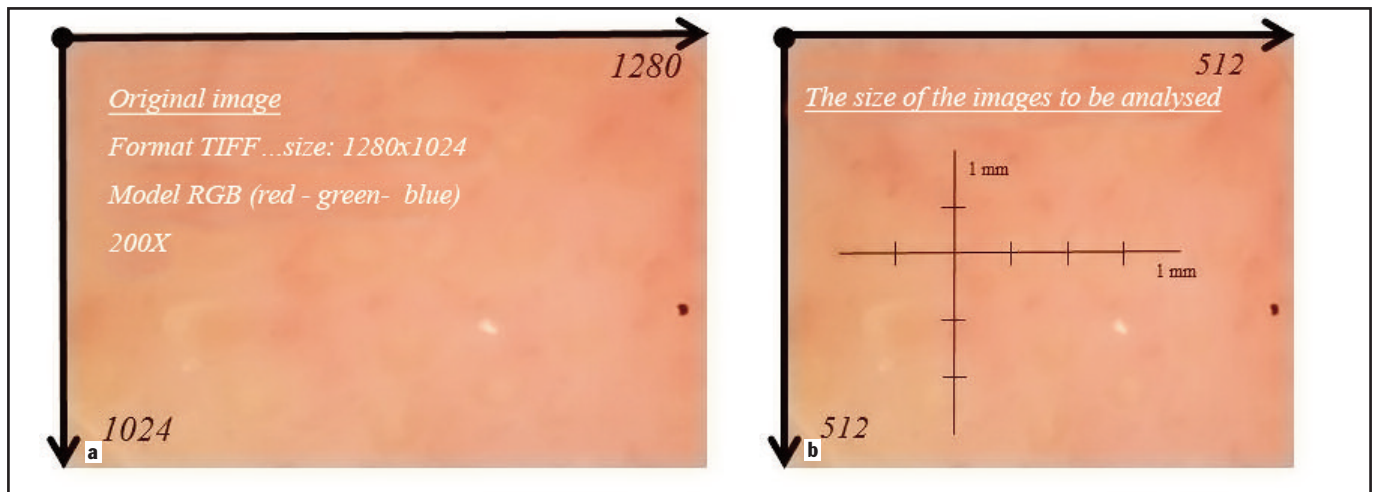 1280
Original image
Format TIFF...size: 1280x1024
Model RGB (red - green- blue)
200X
1024
a
512
The size of the images to be analysed
1 mm
1 mm
512
b